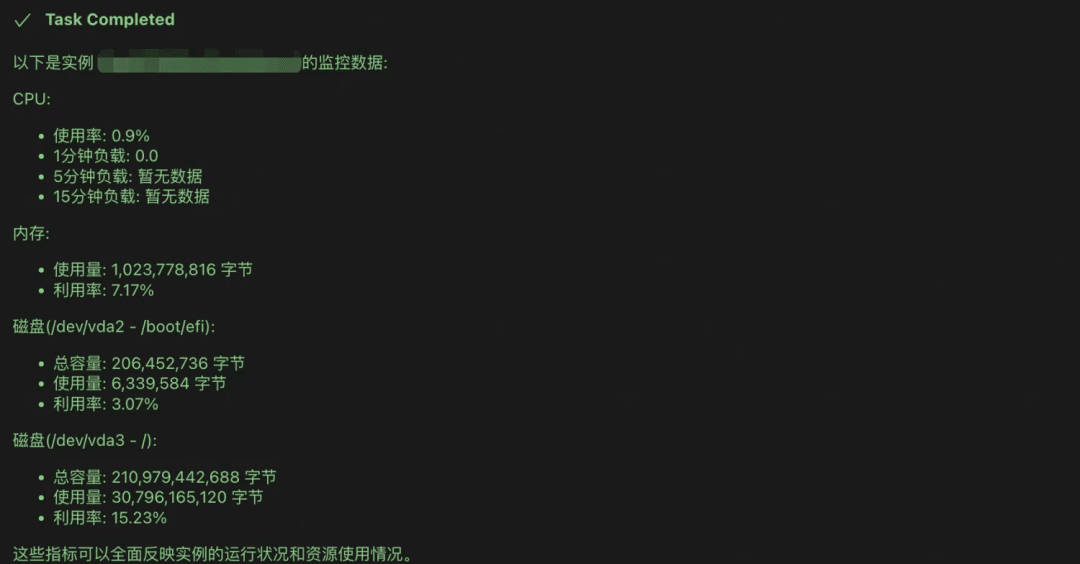 Task Completed
以下是实例 的监控数据:
CPU:
• 使用率: 0.9%
• 1分钟负载: 0.0
• 5分钟负载: 暂无数据
• 15分钟负载: 暂无数据
内存:
• 使用量: 1,023,778,816 字节
• 利用率: 7.17%
磁盘(/dev/vda2 - /boot/efi):
• 总容量: 206,452,736 字节
• 使用量: 6,339,584 字节
• 利用率: 3.07%
磁盘(/dev/vda3 - /):
• 总容量: 210,979,442,688 字节
• 使用量: 30,796,165,120 字节
• 利用率: 15.23%
这些指标可以全面反映实例的运行状况和资源使用情况。